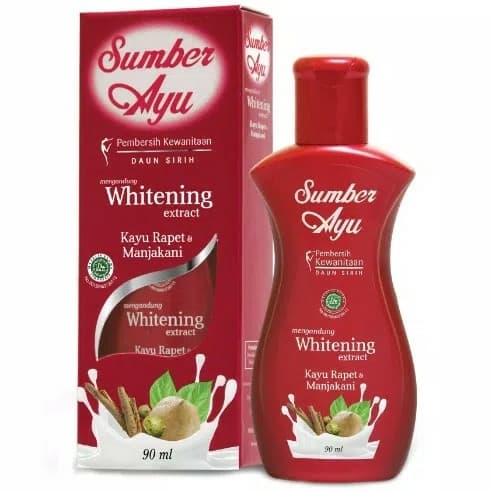 Sumber
Ayu
Pembersih Kewanitaan
DAUN SIRIH
mengandung
Whitening
extract
Kayu Rapet &
Manjakani
mengandung
Whitening
extract
Kayu Rapet &
Manjakani
90 ml
Sumber
Ayu
Sumber
Ayu
Pembersih
Kewanitaan
DAUN SIRIH
mengandung
Whitening
extract
Kayu Rapet &
Manjakani
90 ml